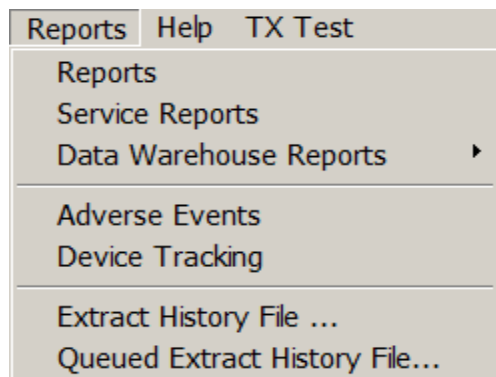 Reports Help TX Test
Reports
Service Reports
Data Warehouse Reports
Adverse Events
Device Tracking
Extract History File ...
Queued Extract History File...